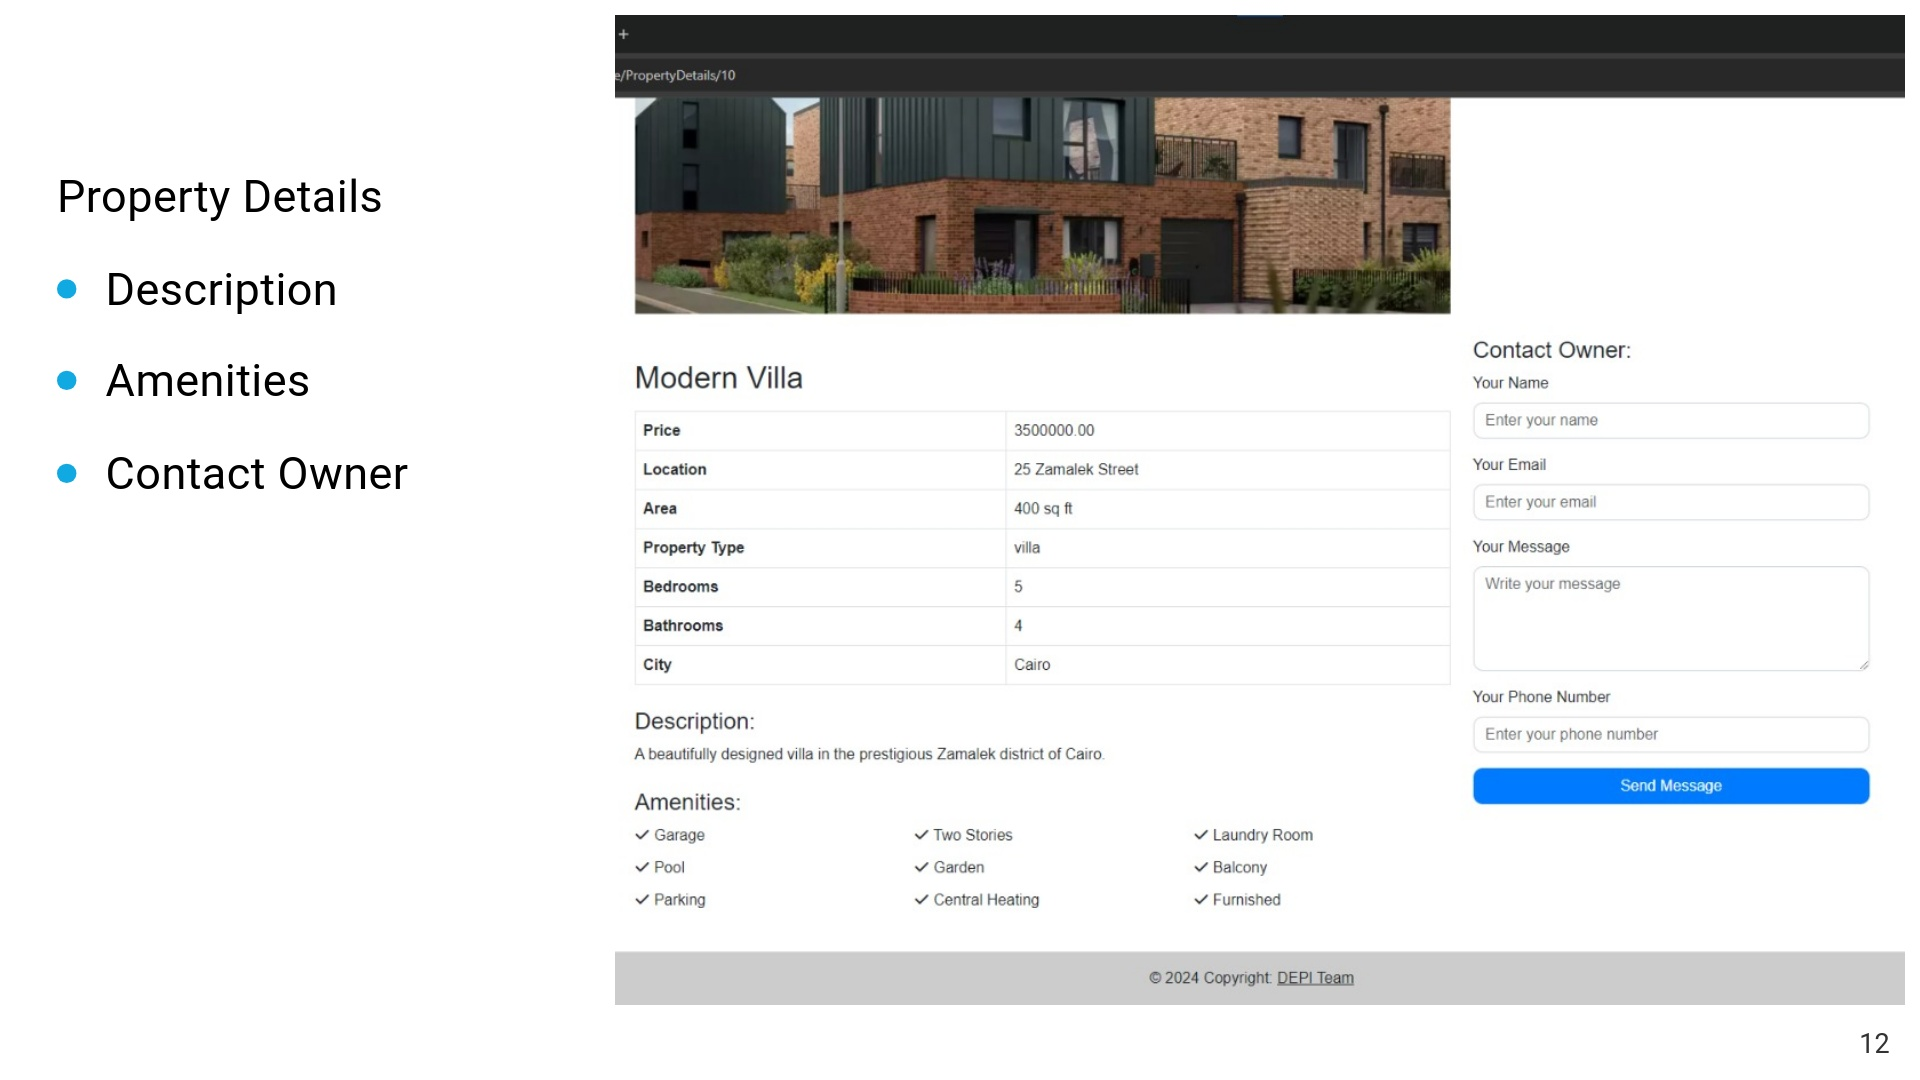 Property Details
Description
Amenities
Contact Owner
+
e/PropertyDetails/10
Modern Villa
Price 3500000.00
Location 25 Zamalek Street
Area 400 sq ft
Property Type villa
Bedrooms 5
Bathrooms 4
City Cairo
Description:
A beautifully designed villa in the prestigious Zamalek district of Cairo.
Amenities:
✓ Garage ✓ Two Stories ✓ Laundry Room
✓ Pool ✓ Garden ✓ Balcony
✓ Parking ✓ Central Heating ✓ Furnished
Contact Owner:
Your Name
Enter your name
Your Email
Enter your email
Your Message
Write your message
Your Phone Number
Enter your phone number
Send Message
© 2024 Copyright: DEPI Team
12